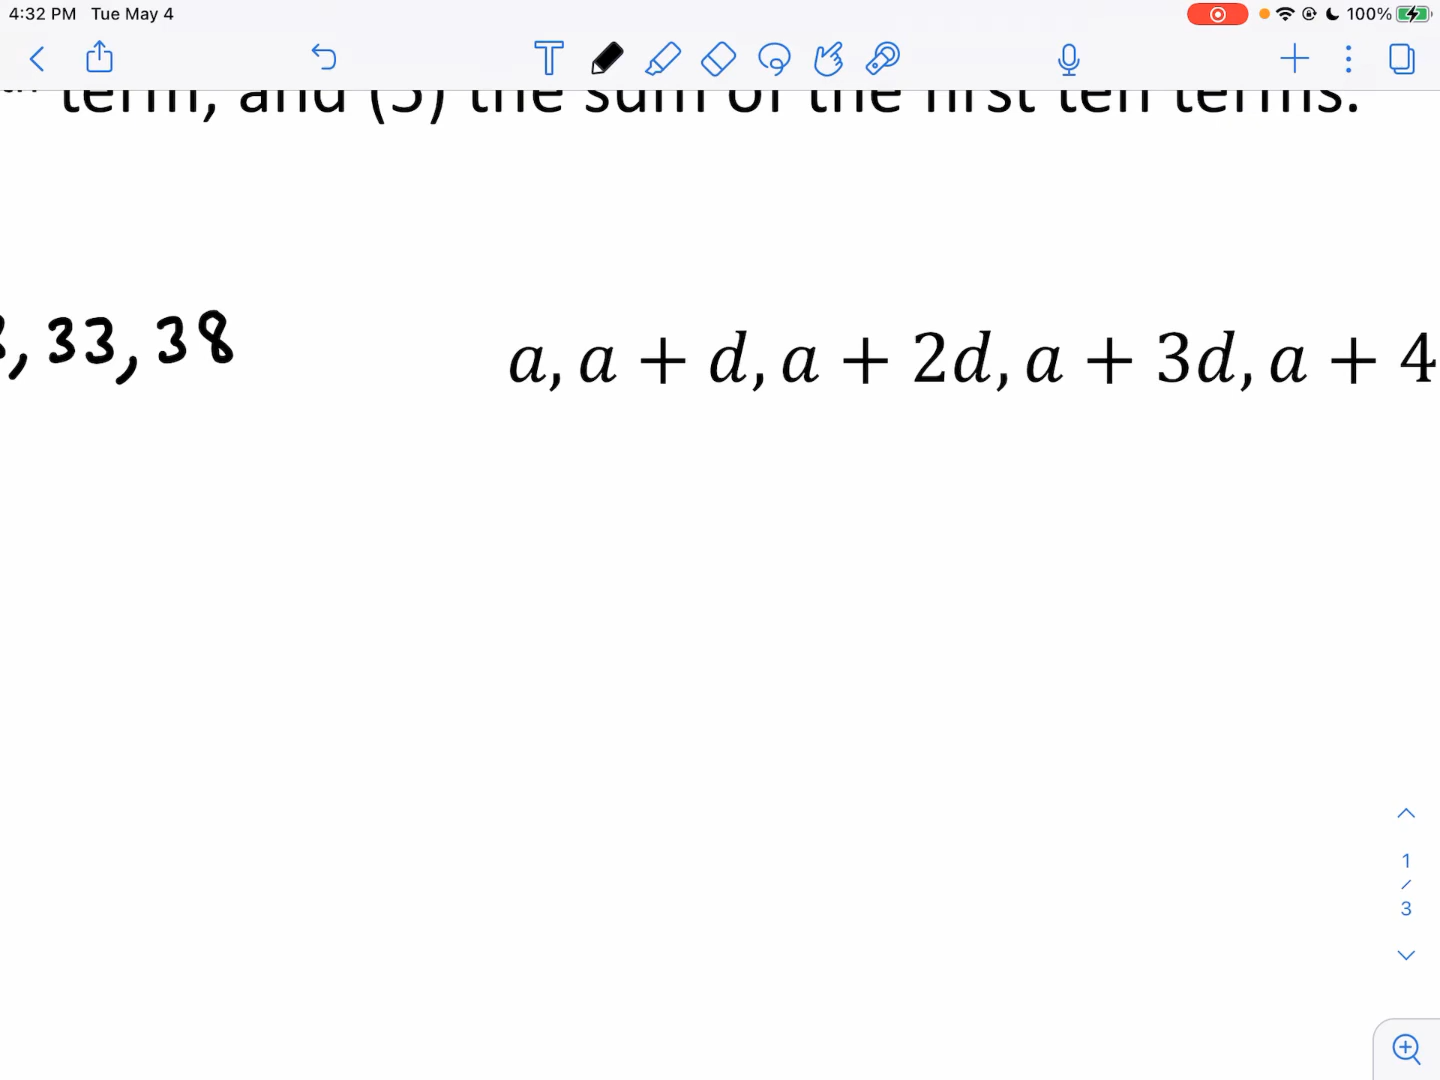 4:32 PM Tue May 4 100%
term, and (5) the sum of the first ten terms.
, 33, 38
a, a + d, a + 2d, a + 3d, a + 4
1
/
3